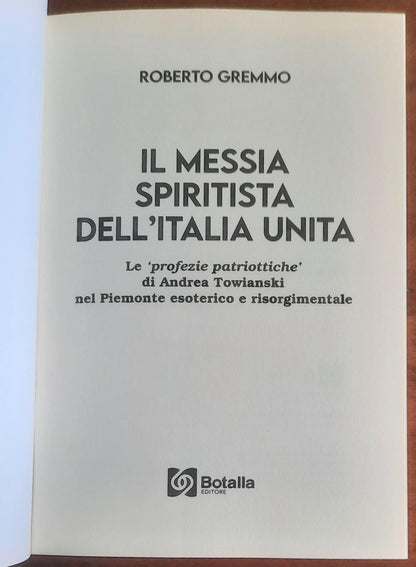 ROBERTO GREMMO
IL MESSIA
SPIRITISTA
DELL'ITALIA UNITA
Le 'profezie patriottiche'
di Andrea Towianski
nel Piemonte esoterico e risorgimentale
Botalla
EDITORE